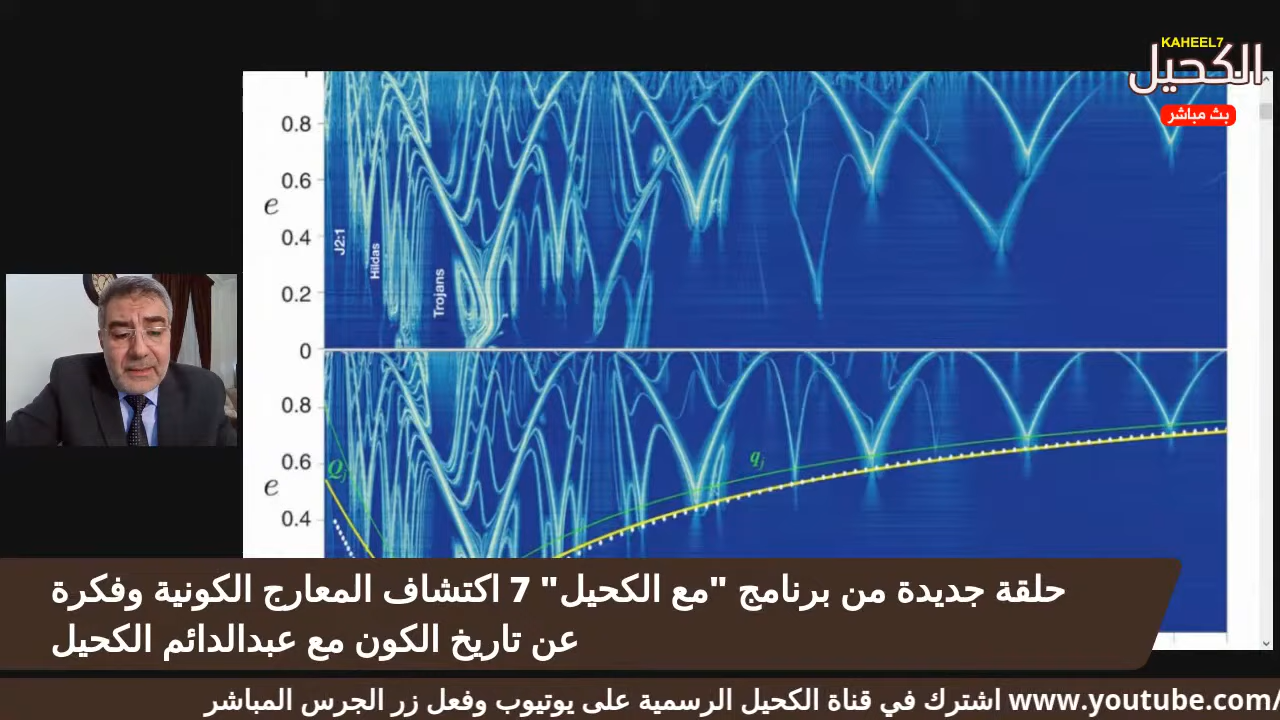 KAHEEL7
الكحيل
بث مباشر
0.8
0.6
e
0.4
0.2
0
J2:1
Hildas
Trojans
0.8
0.6
e
0.4
Qj
qj
حلقة جديدة من برنامج "مع الكحيل" 7 اكتشاف المعارج الكونية وفكرة
عن تاريخ الكون مع عبدالدائم الكحيل
www.youtube.com/ اشترك في قناة الكحيل الرسمية على يوتيوب وفعل زر الجرس المباشر